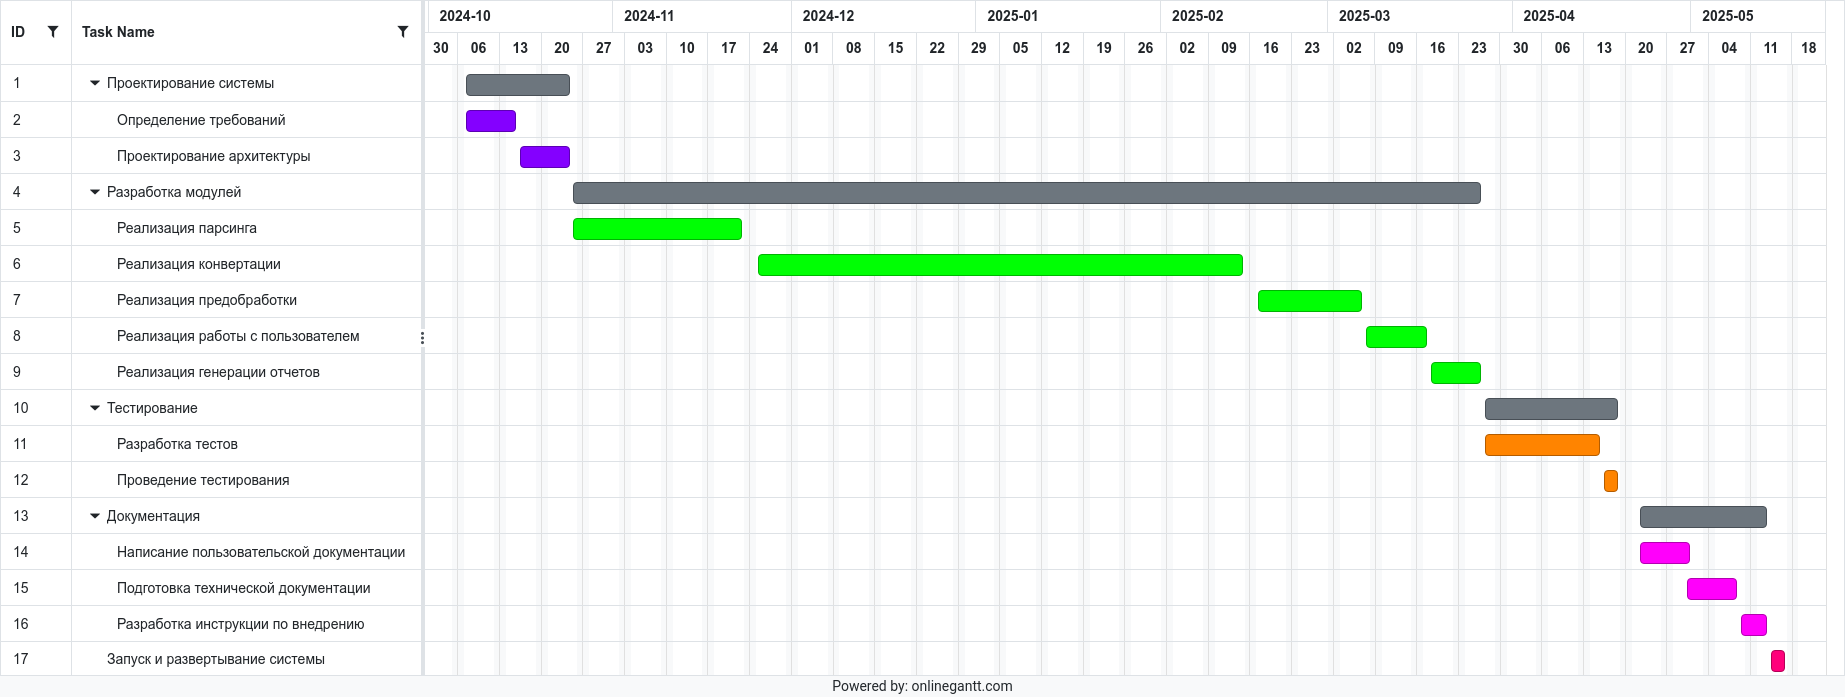 ID Task Name 2024-10 2024-11 2024-12 2025-01 2025-02 2025-03 2025-04 2025-05
30 06 13 20 27 03 10 17 24 01 08 15 22 29 05 12 19 26 02 09 16 23 02 09 16 23 30 06 13 20 27 04 11 18
1 Проектирование системы
2 Определение требований
3 Проектирование архитектуры
4 Разработка модулей
5 Реализация парсинга
6 Реализация конвертации
7 Реализация предобработки
8 Реализация работы с пользователем
9 Реализация генерации отчетов
10 Тестирование
11 Разработка тестов
12 Проведение тестирования
13 Документация
14 Написание пользовательской документации
15 Подготовка технической документации
16 Разработка инструкции по внедрению
17 Запуск и развертывание системы
Powered by: onlinegantt.com